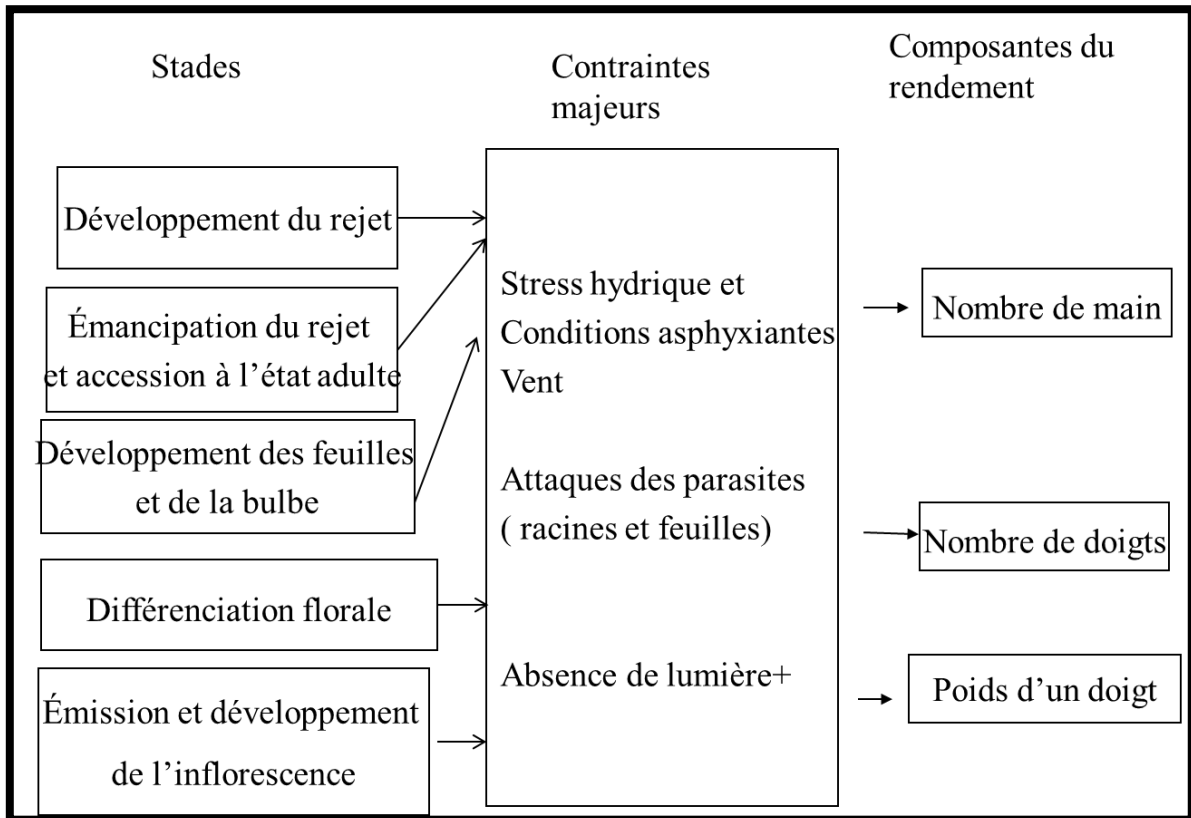 Stades
Contraintes
majeurs
Composantes du
rendement
Développement du rejet
Émancipation du rejet
et accession à l’état adulte
Développement des feuilles
et de la bulbe
Différenciation florale
Émission et développement
de l’inflorescence
Stress hydrique et
Conditions asphyxiantes
Vent
Attaques des parasites
( racines et feuilles)
Absence de lumière+
Nombre de main
Nombre de doigts
Poids d’un doigt